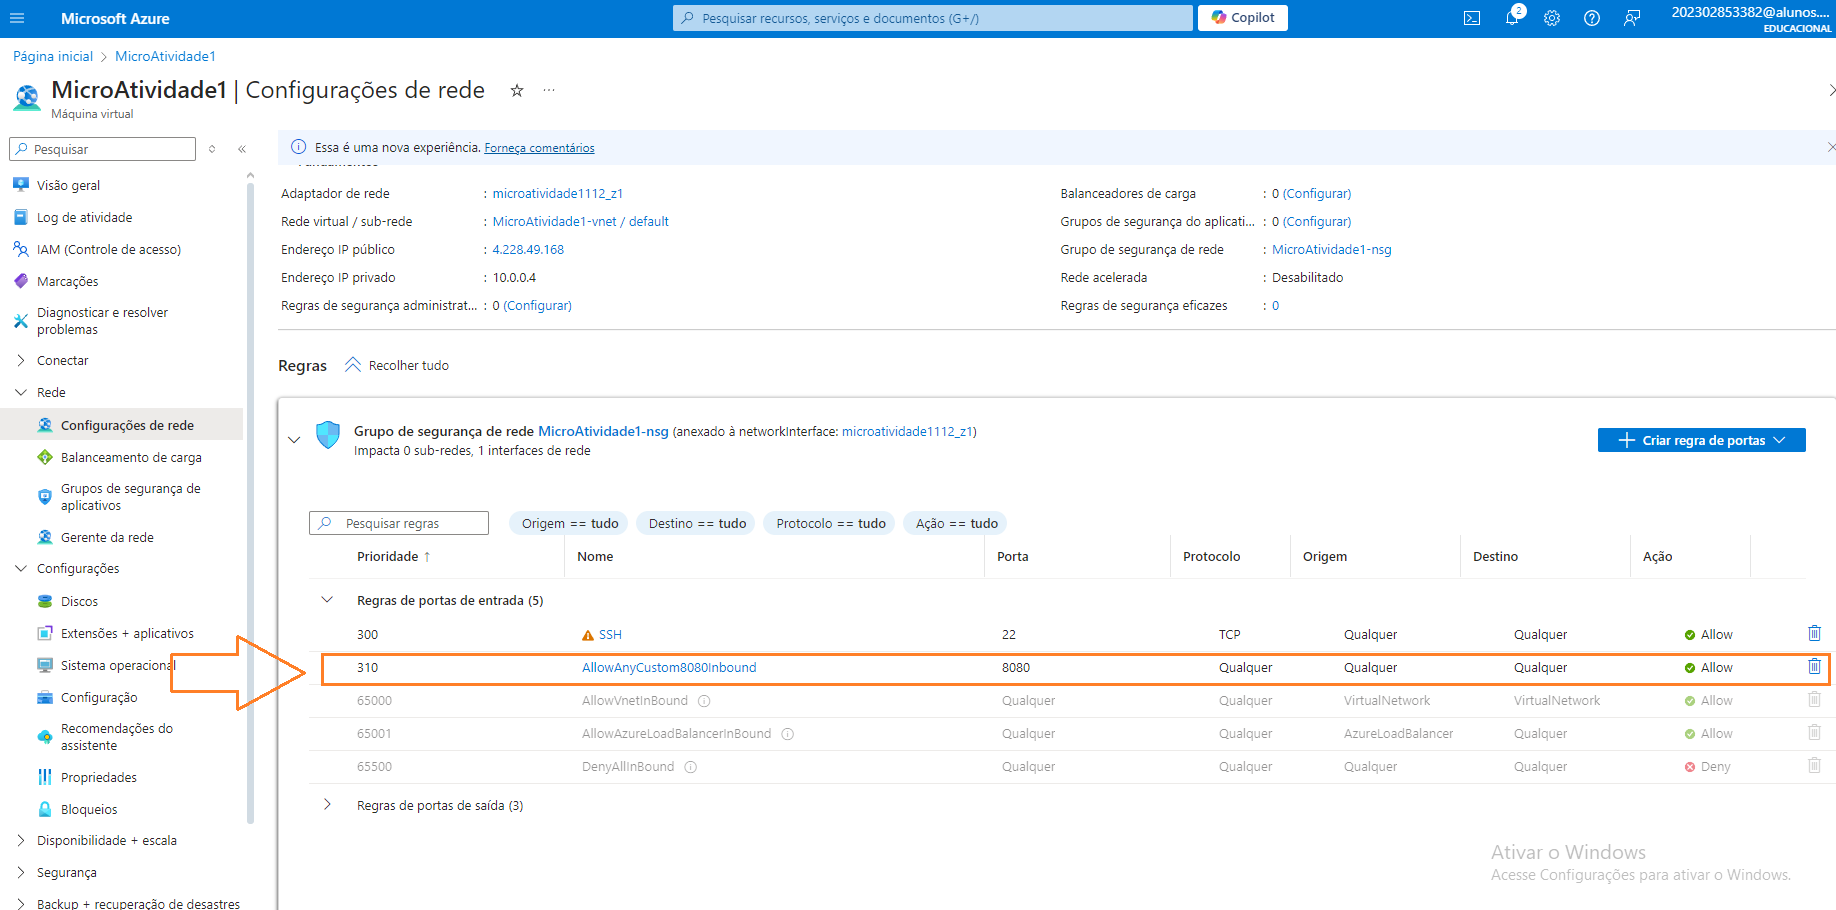 Microsoft Azure
Pesquisar recursos, serviços e documentos (G+/)
Copilot
2
202302853382@alunos....
EDUCACIONAL
Página inicial > MicroAtividade1
MicroAtividade1 | Configurações de rede
Máquina virtual
Pesquisar
Visão geral
Log de atividade
IAM (Controle de acesso)
Marcações
Diagnosticar e resolver
problemas
Conectar
Rede
Configurações de rede
Balanceamento de carga
Grupos de segurança de
aplicativos
Gerente da rede
Configurações
Discos
Extensões + aplicativos
Sistema operacional
Configuração
Recomendações do
assistente
Propriedades
Bloqueios
Disponibilidade + escala
Segurança
Backup + recuperação de desastres
Essa é uma nova experiência. Forneça comentários
Adaptador de rede : microatividade1112_z1
Rede virtual / sub-rede : MicroAtividade1-vnet / default
Endereço IP público : 4.228.49.168
Endereço IP privado : 10.0.0.4
Regras de segurança administrat... : 0 (Configurar)
Balanceadores de carga : 0 (Configurar)
Grupos de segurança do aplicati... : 0 (Configurar)
Grupo de segurança de rede : MicroAtividade1-nsg
Rede acelerada : Desabilitado
Regras de segurança eficazes : 0
Regras Recolher tudo
Grupo de segurança de rede MicroAtividade1-nsg (anexado à networkInterface: microatividade1112_z1)
Impacta 0 sub-redes, 1 interfaces de rede
Criar regra de portas
Pesquisar regras
Origem == tudo
Destino == tudo
Protocolo == tudo
Ação == tudo
Prioridade ↑ Nome Porta Protocolo Origem Destino Ação
Regras de portas de entrada (5)
300 SSH 22 TCP Qualquer Qualquer Allow
310 AllowAnyCustom8080Inbound 8080 Qualquer Qualquer Qualquer Allow
65000 AllowVnetInBound Qualquer Qualquer VirtualNetwork VirtualNetwork Allow
65001 AllowAzureLoadBalancerInBound Qualquer Qualquer AzureLoadBalancer Qualquer Allow
65500 DenyAllInBound Qualquer Qualquer Qualquer Qualquer Deny
Regras de portas de saída (3)
Ativar o Windows
Acesse Configurações para ativar o Windows.